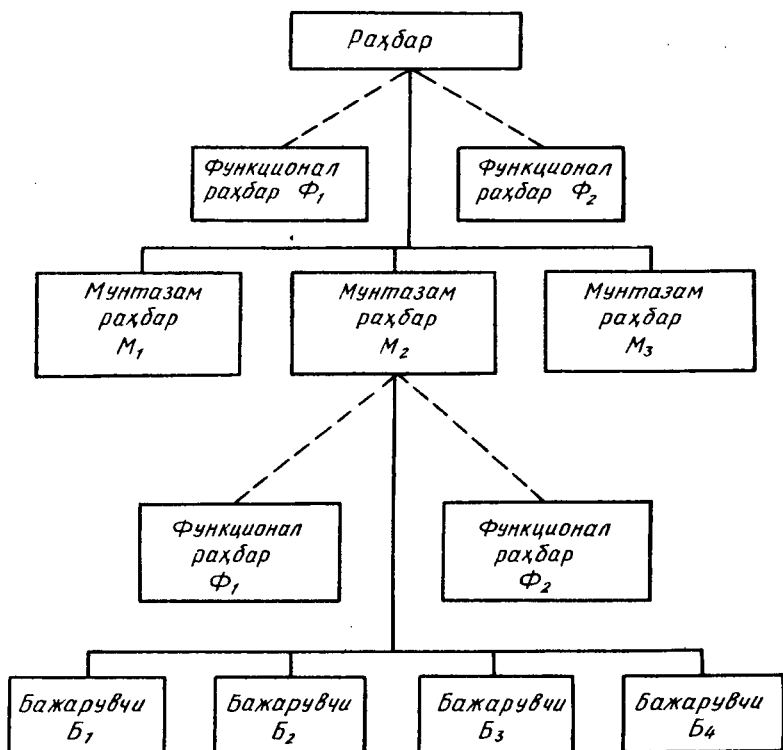 Раҳбар
Функционал
раҳбар Ф₁
Функционал
раҳбар Ф₂
Мунтазам
раҳбар
М₁
Мунтазам
раҳбар
М₂
Мунтазам
раҳбар
М₃
Функционал
раҳбар
Ф₁
Функционал
раҳбар
Ф₂
Бажарувчи
Б₁
Бажарувчи
Б₂
Бажарувчи
Б₃
Бажарувчи
Б₄